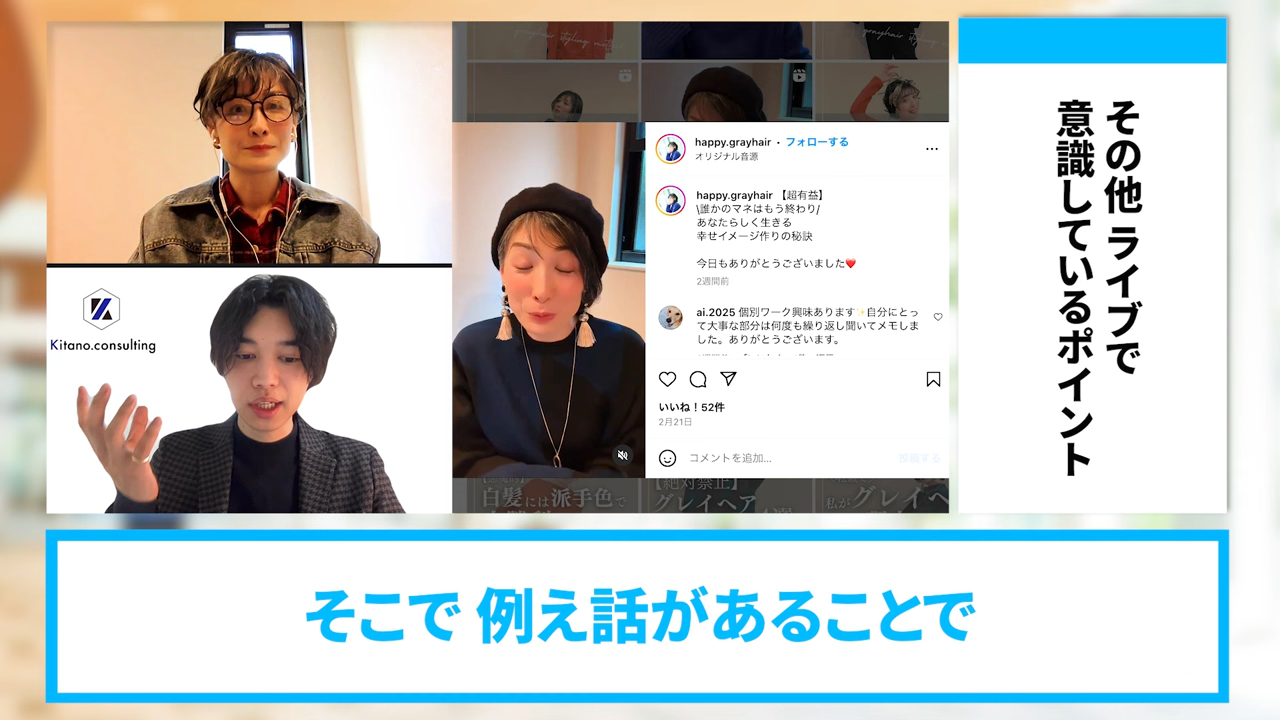 grayhair styling
Kitano.consulting
happy.grayhair • フォローする
オリジナル音源
happy.grayhair 【超有益】
\誰かのマネはもう終わり/
あなたらしく生きる
幸せイメージ作りの秘訣
今日もありがとうございました❤️
2週間前
ai.2025 個別ワーク興味あります✨自分にとっ
て大事な部分は何度も繰り返し聞いてメモしま
した。ありがとうございます。
いいね！52件
2月21日
コメントを追加...
投稿する
白髪には派手色で
【絶対禁止】
グレイヘア
私がグレイヘ
その他 ライブで
意識しているポイント
そこで 例え話があることで